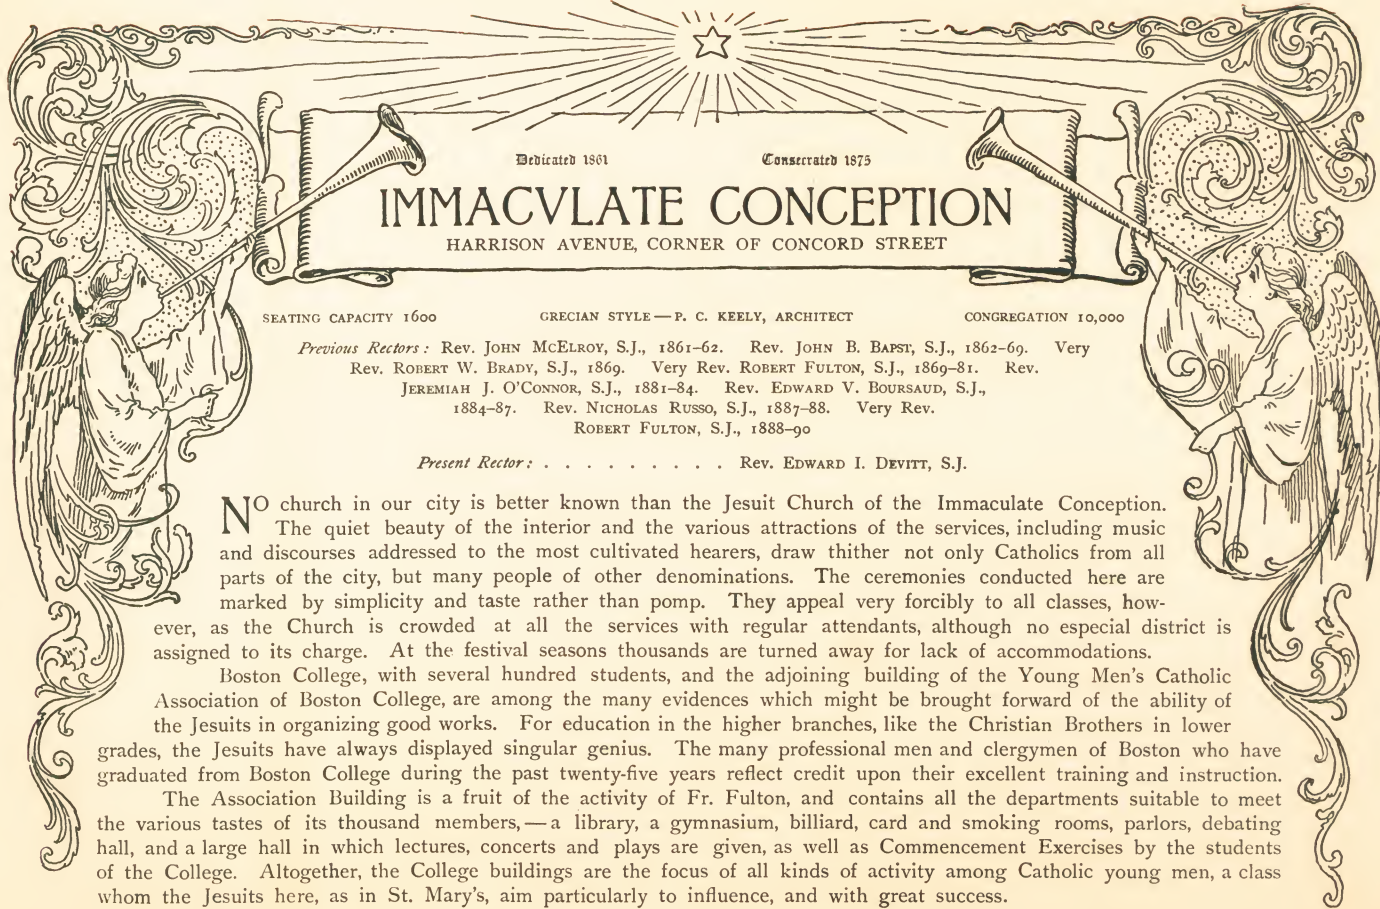 Dedicated 1861 Consecrated 1875
IMMACVLATE CONCEPTION
HARRISON AVENUE, CORNER OF CONCORD STREET
SEATING CAPACITY 1600 GRECIAN STYLE — P. C. KEELY, ARCHITECT CONGREGATION 10,000
Previous Rectors: Rev. JOHN MCELROY, S.J., 1861–62. Rev. JOHN B. BAPST, S.J., 1862–69. Very
Rev. ROBERT W. BRADY, S.J., 1869. Very Rev. ROBERT FULTON, S.J., 1869–81. Rev.
JEREMIAH J. O'CONNOR, S.J., 1881–84. Rev. EDWARD V. BOURSAUD, S.J.,
1884–87. Rev. NICHOLAS RUSSO, S.J., 1887–88. Very Rev.
ROBERT FULTON, S.J., 1888–90
Present Rector: . . . . . . . . . . Rev. EDWARD I. DEVITT, S.J.
NO church in our city is better known than the Jesuit Church of the Immaculate Conception.
The quiet beauty of the interior and the various attractions of the services, including music
and discourses addressed to the most cultivated hearers, draw thither not only Catholics from all
parts of the city, but many people of other denominations. The ceremonies conducted here are
marked by simplicity and taste rather than pomp. They appeal very forcibly to all classes, how-
ever, as the Church is crowded at all the services with regular attendants, although no especial district is
assigned to its charge. At the festival seasons thousands are turned away for lack of accommodations.
Boston College, with several hundred students, and the adjoining building of the Young Men's Catholic
Association of Boston College, are among the many evidences which might be brought forward of the ability of
the Jesuits in organizing good works. For education in the higher branches, like the Christian Brothers in lower
grades, the Jesuits have always displayed singular genius. The many professional men and clergymen of Boston who have
graduated from Boston College during the past twenty-five years reflect credit upon their excellent training and instruction.
The Association Building is a fruit of the activity of Fr. Fulton, and contains all the departments suitable to meet
the various tastes of its thousand members, — a library, a gymnasium, billiard, card and smoking rooms, parlors, debating
hall, and a large hall in which lectures, concerts and plays are given, as well as Commencement Exercises by the students
of the College. Altogether, the College buildings are the focus of all kinds of activity among Catholic young men, a class
whom the Jesuits here, as in St. Mary's, aim particularly to influence, and with great success.